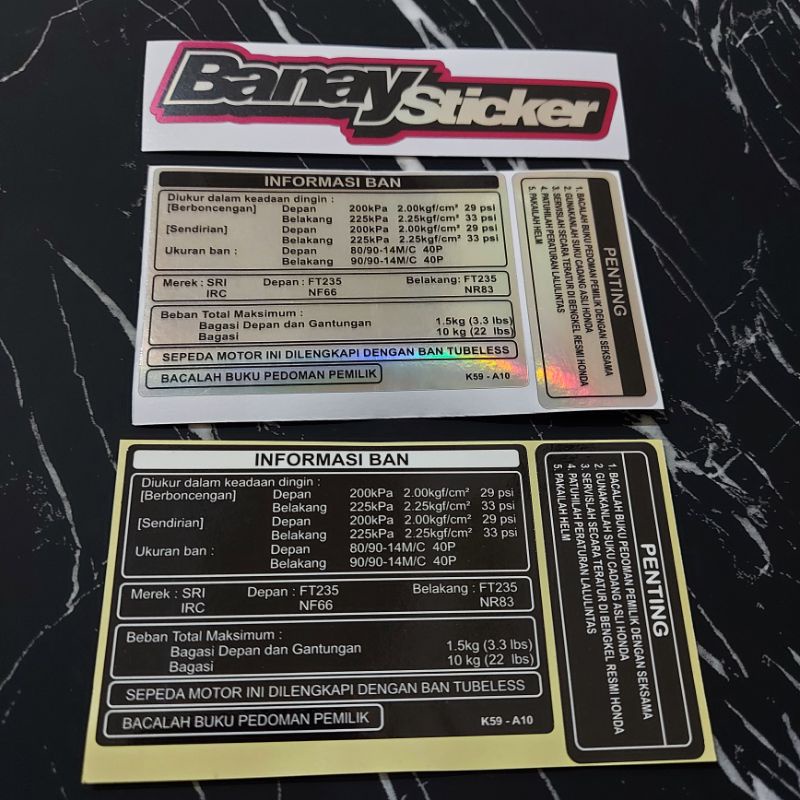 Banay Sticker
INFORMASI BAN
Diukur dalam keadaan dingin :
[Berboncengan] Depan 200kPa 2.00kgf/cm² 29 psi
Belakang 225kPa 2.25kgf/cm² 33 psi
[Sendirian] Depan 200kPa 2.00kgf/cm² 29 psi
Belakang 225kPa 2.25kgf/cm² 33 psi
Ukuran ban : Depan 80/90-14M/C 40P
Belakang 90/90-14M/C 40P
Merek : SRI Depan : FT235 Belakang: FT235
IRC NF66 NR83
Beban Total Maksimum :
Bagasi Depan dan Gantungan 1.5kg (3.3 lbs)
Bagasi 10 kg (22 lbs)
SEPEDA MOTOR INI DILENGKAPI DENGAN BAN TUBELESS
BACALAH BUKU PEDOMAN PEMILIK K59 - A10
PENTING
1. BACALAH BUKU PEDOMAN PEMILIK DENGAN SEKSAMA
2. GUNAKANLAH SUKU CADANG ASLI HONDA
3. SERVISLAH SECARA TERATUR DI BENGKEL RESMI HONDA
4. PATUHILAH PERATURAN LALULINTAS
5. PAKAILAH HELM
INFORMASI BAN
Diukur dalam keadaan dingin :
[Berboncengan] Depan 200kPa 2.00kgf/cm² 29 psi
Belakang 225kPa 2.25kgf/cm² 33 psi
[Sendirian] Depan 200kPa 2.00kgf/cm² 29 psi
Belakang 225kPa 2.25kgf/cm² 33 psi
Ukuran ban : Depan 80/90-14M/C 40P
Belakang 90/90-14M/C 40P
Merek : SRI Depan : FT235 Belakang : FT235
IRC NF66 NR83
Beban Total Maksimum :
Bagasi Depan dan Gantungan 1.5kg (3.3 lbs)
Bagasi 10 kg (22 lbs)
SEPEDA MOTOR INI DILENGKAPI DENGAN BAN TUBELESS
BACALAH BUKU PEDOMAN PEMILIK K59 - A10
PENTING
1. BACALAH BUKU PEDOMAN PEMILIK DENGAN SEKSAMA
2. GUNAKANLAH SUKU CADANG ASLI HONDA
3. SERVISLAH SECARA TERATUR DI BENGKEL RESMI HONDA
4. PATUHILAH PERATURAN LALULINTAS
5. PAKAILAH HELM